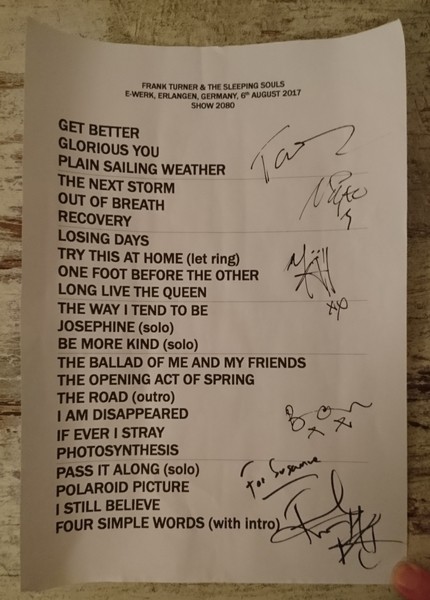 FRANK TURNER & THE SLEEPING SOULS
E-WERK, ERLANGEN, GERMANY, 6th AUGUST 2017
SHOW 2080
GET BETTER
GLORIOUS YOU
PLAIN SAILING WEATHER
THE NEXT STORM
OUT OF BREATH
RECOVERY
LOSING DAYS
TRY THIS AT HOME (let ring)
ONE FOOT BEFORE THE OTHER
LONG LIVE THE QUEEN
THE WAY I TEND TO BE
JOSEPHINE (solo)
BE MORE KIND (solo)
THE BALLAD OF ME AND MY FRIENDS
THE OPENING ACT OF SPRING
THE ROAD (outro)
I AM DISAPPEARED
IF EVER I STRAY
PHOTOSYNTHESIS
PASS IT ALONG (solo)
POLAROID PICTURE
I STILL BELIEVE
FOUR SIMPLE WORDS (with intro)
For Susanne